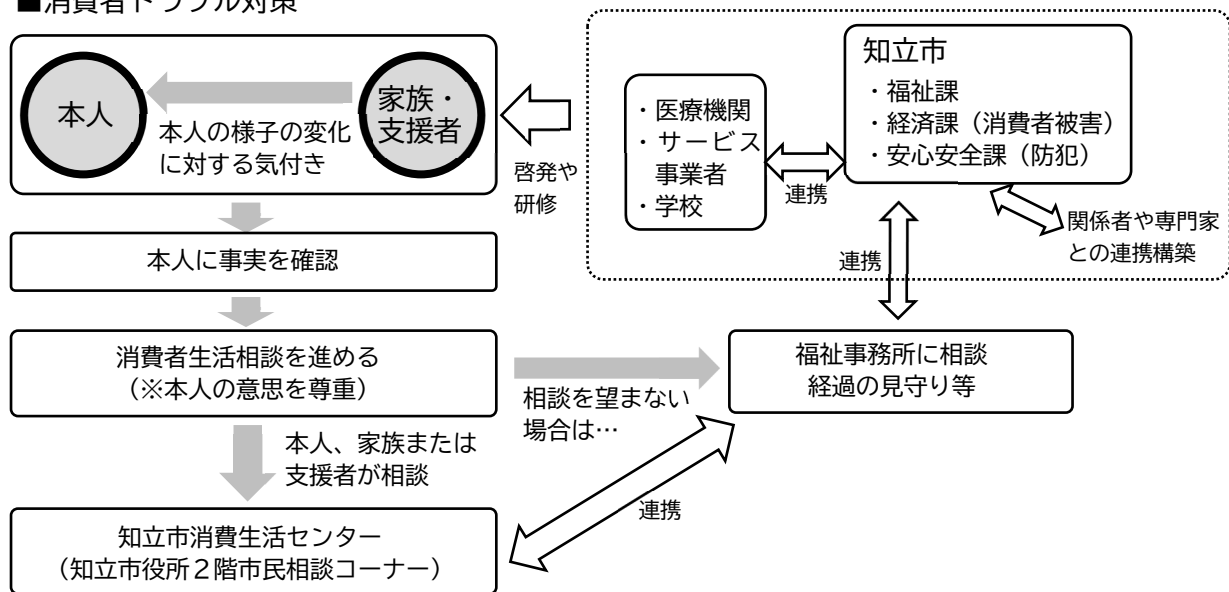 ■消費者トラブル対策
本人
家族・
支援者
本人の様子の変化
に対する気付き
啓発や
研修
・医療機関
・サービス
事業者
・学校
連携
知立市
・福祉課
・経済課（消費者被害）
・安心安全課（防犯）
関係者や専門家
との連携構築
連携
本人に事実を確認
消費者生活相談を進める
（※本人の意思を尊重）
相談を望まない
場合は…
福祉事務所に相談
経過の見守り等
本人、家族または
支援者が相談
連携
知立市消費生活センター
（知立市役所２階市民相談コーナー）